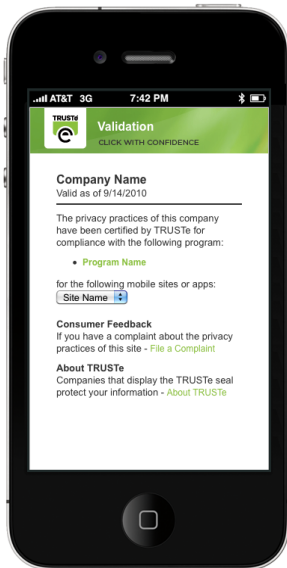 AT&T 3G 7:42 PM
TRUSTe
e
Validation
CLICK WITH CONFIDENCE
Company Name
Valid as of 9/14/2010
The privacy practices of this company
have been certified by TRUSTe for
compliance with the following program:
• Program Name
for the following mobile sites or apps:
Site Name
Consumer Feedback
If you have a complaint about the privacy
practices of this site - File a Complaint
About TRUSTe
Companies that display the TRUSTe seal
protect your information - About TRUSTe